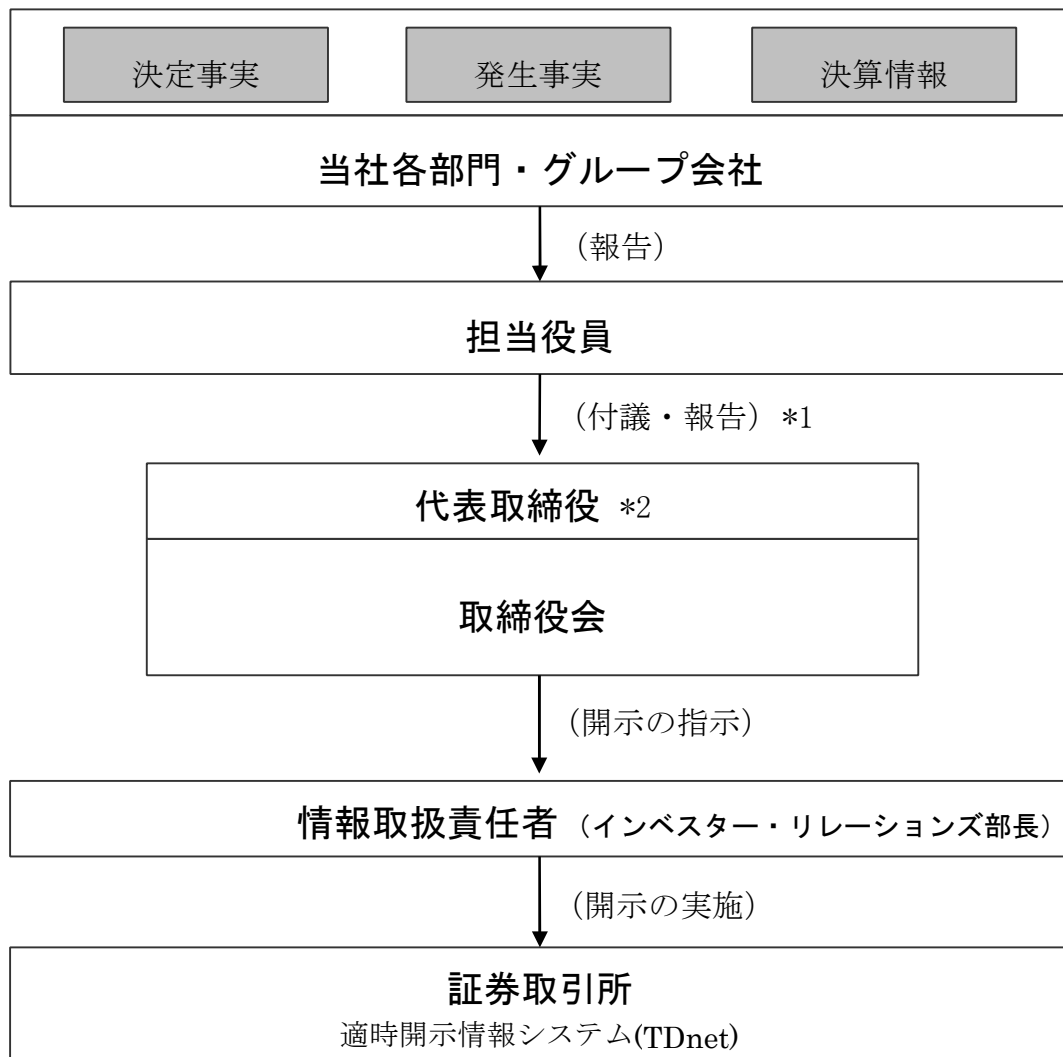 決定事実 発生事実 決算情報
当社各部門・グループ会社
（報告）
担当役員
（付議・報告）*1
代表取締役 *2
取締役会
（開示の指示）
情報取扱責任者（インベスター・リレーションズ部長）
（開示の実施）
証券取引所
適時開示情報システム(TDnet)